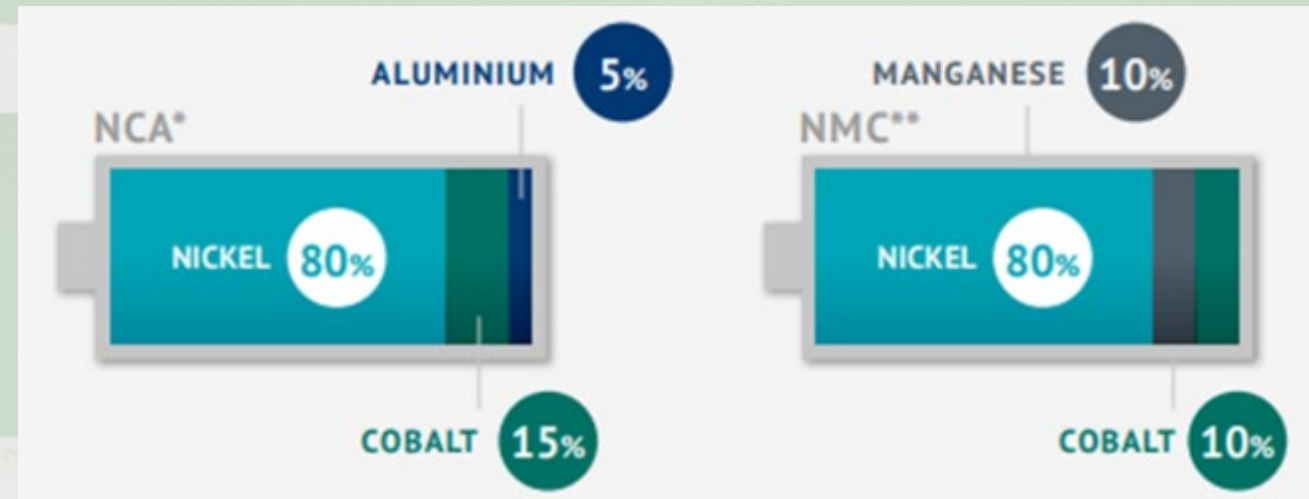 ALUMINIUM 5%
NCA*
NICKEL 80%
COBALT 15%
MANGANESE 10%
NMC**
NICKEL 80%
COBALT 10%